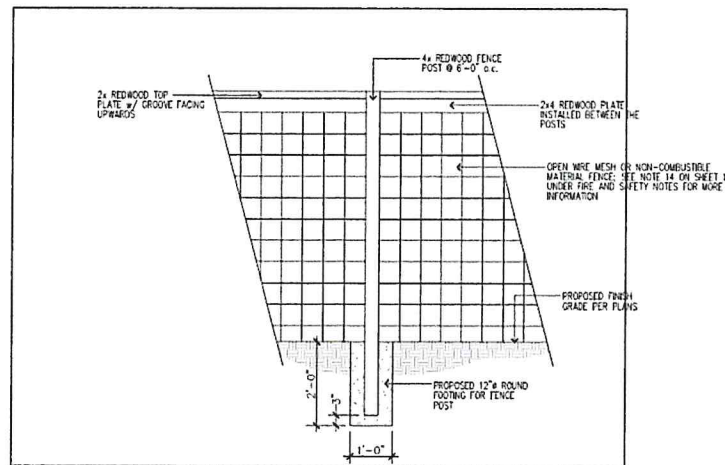 4x REDWOOD FENCE
POST @ 6'-0" o.c.
2x REDWOOD TOP
PLATE w/ GROOVE FACING
UPWARDS
2x4 REDWOOD PLATE
INSTALLED BETWEEN THE
POSTS
OPEN WIRE MESH OR NON-COMBUSTIBLE
MATERIAL FENCE; SEE NOTE 14 ON SHEET 1
UNDER FIRE AND SAFETY NOTES FOR MORE
INFORMATION
PROPOSED FINISH
GRADE PER PLANS
2'-0"
3"
PROPOSED 12"ø ROUND
FOOTING FOR FENCE
POST
1'-0"